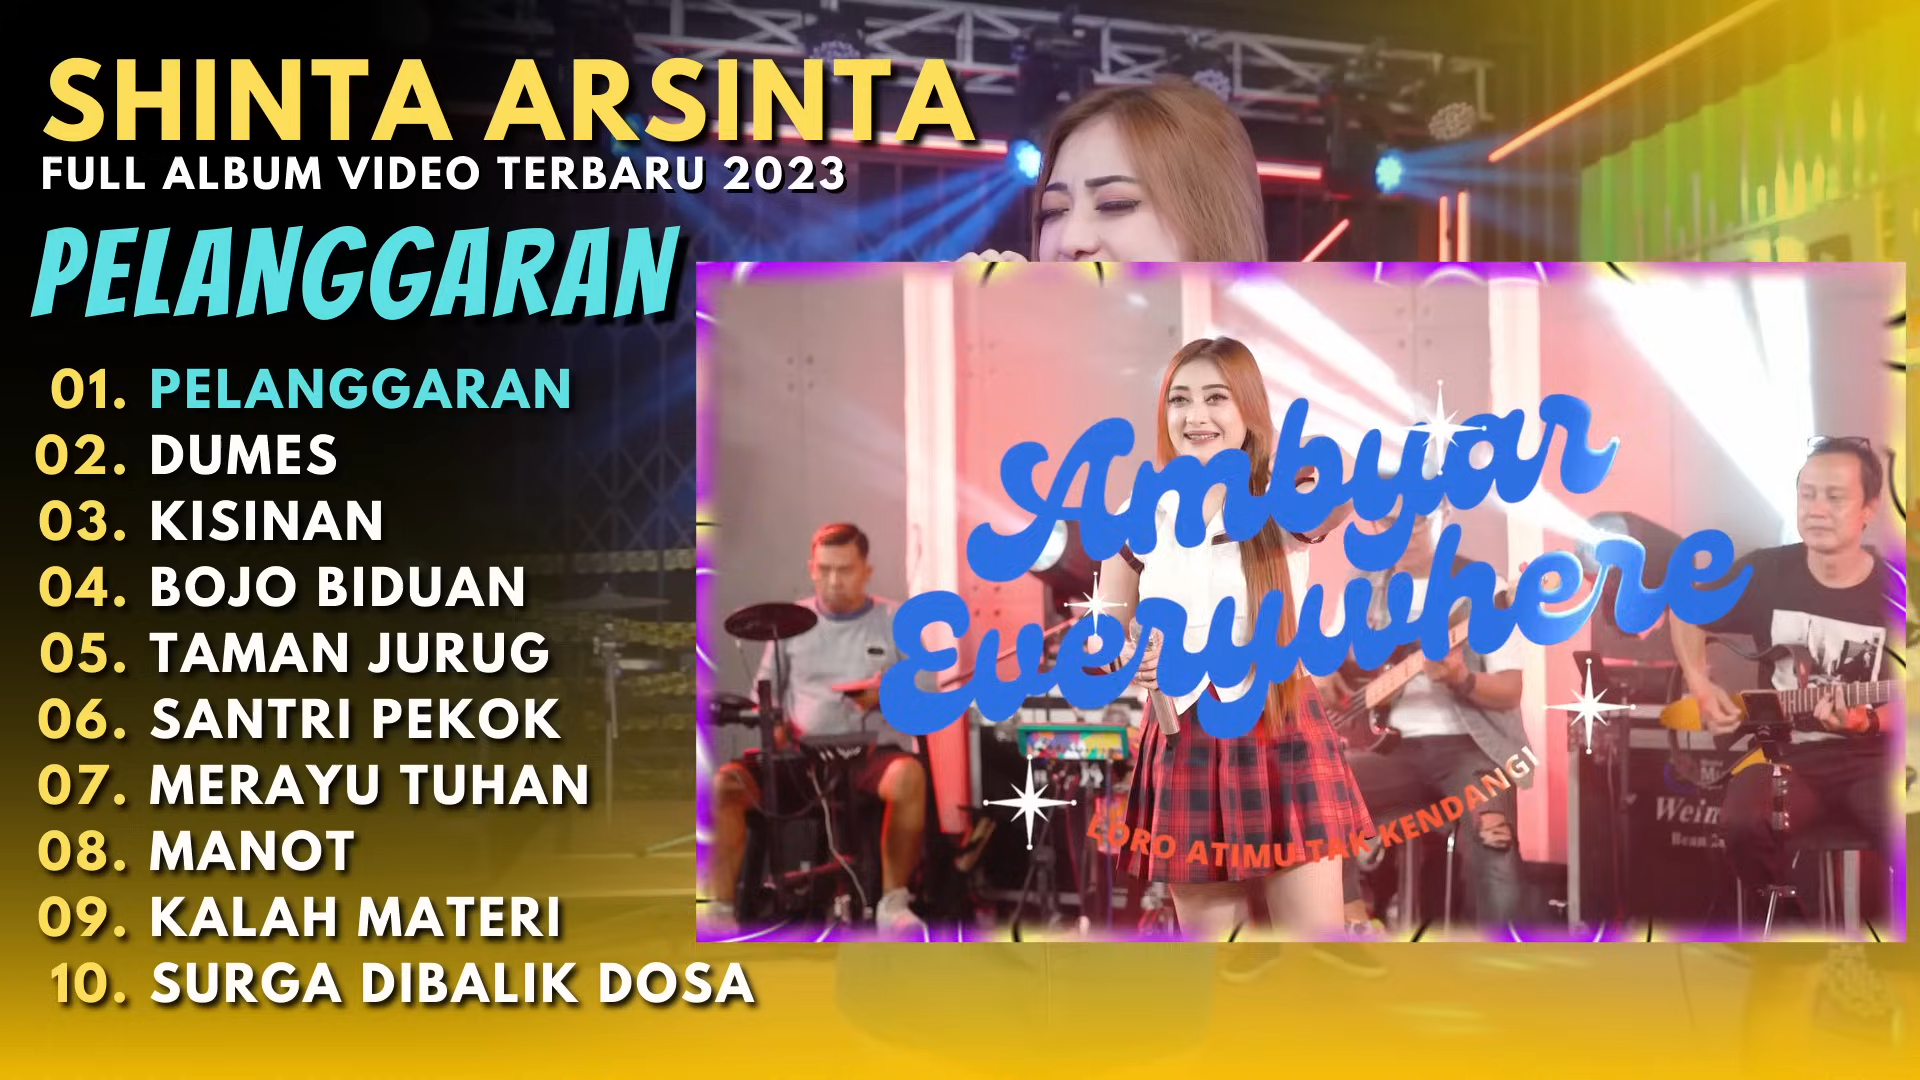 SHINTA ARSINTA
FULL ALBUM VIDEO TERBARU 2023
PELANGGARAN
01. PELANGGARAN
02. DUMES
03. KISINAN
04. BOJO BIDUAN
05. TAMAN JURUG
06. SANTRI PEKOK
07. MERAYU TUHAN
08. MANOT
09. KALAH MATERI
10. SURGA DIBALIK DOSA
Ambyar
Everywhere
LORO ATIMU TAK KENDANGI